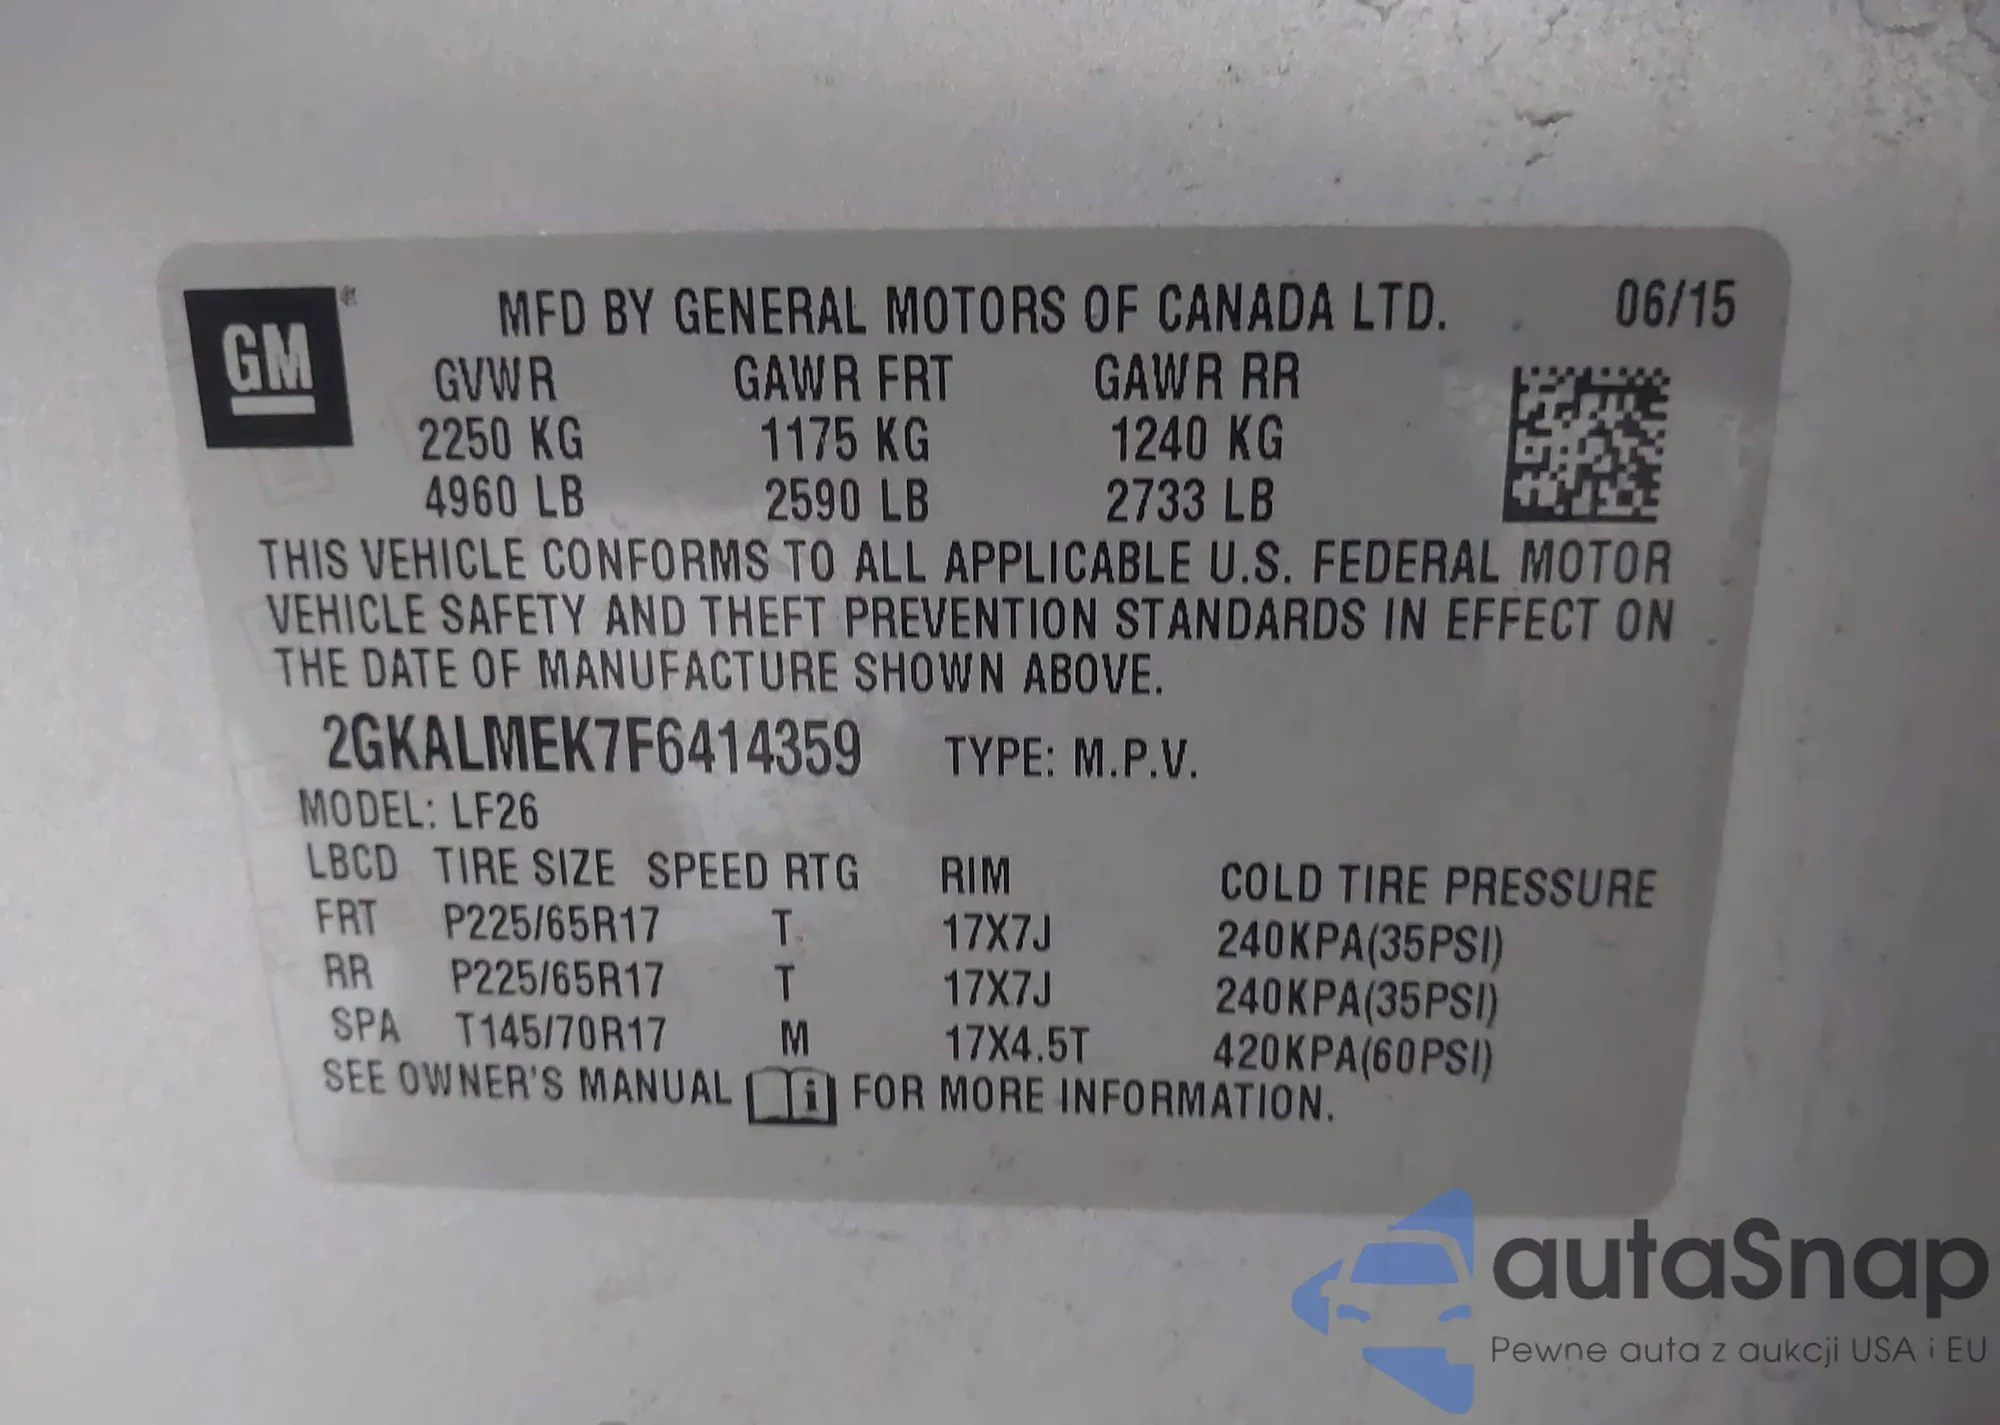 GM®
MFD BY GENERAL MOTORS OF CANADA LTD. 06/15
GVWR GAWR FRT GAWR RR
2250 KG 1175 KG 1240 KG
4960 LB 2590 LB 2733 LB
THIS VEHICLE CONFORMS TO ALL APPLICABLE U.S. FEDERAL MOTOR
VEHICLE SAFETY AND THEFT PREVENTION STANDARDS IN EFFECT ON
THE DATE OF MANUFACTURE SHOWN ABOVE.
2GKALMEK7F6414359 TYPE: M.P.V.
MODEL: LF26
LBCD TIRE SIZE SPEED RTG RIM COLD TIRE PRESSURE
FRT P225/65R17 T 17X7J 240KPA(35PSI)
RR P225/65R17 T 17X7J 240KPA(35PSI)
SPA T145/70R17 M 17X4.5T 420KPA(60PSI)
SEE OWNER'S MANUAL i FOR MORE INFORMATION.
autaSnap
Pewne auta z aukcji USA i EU